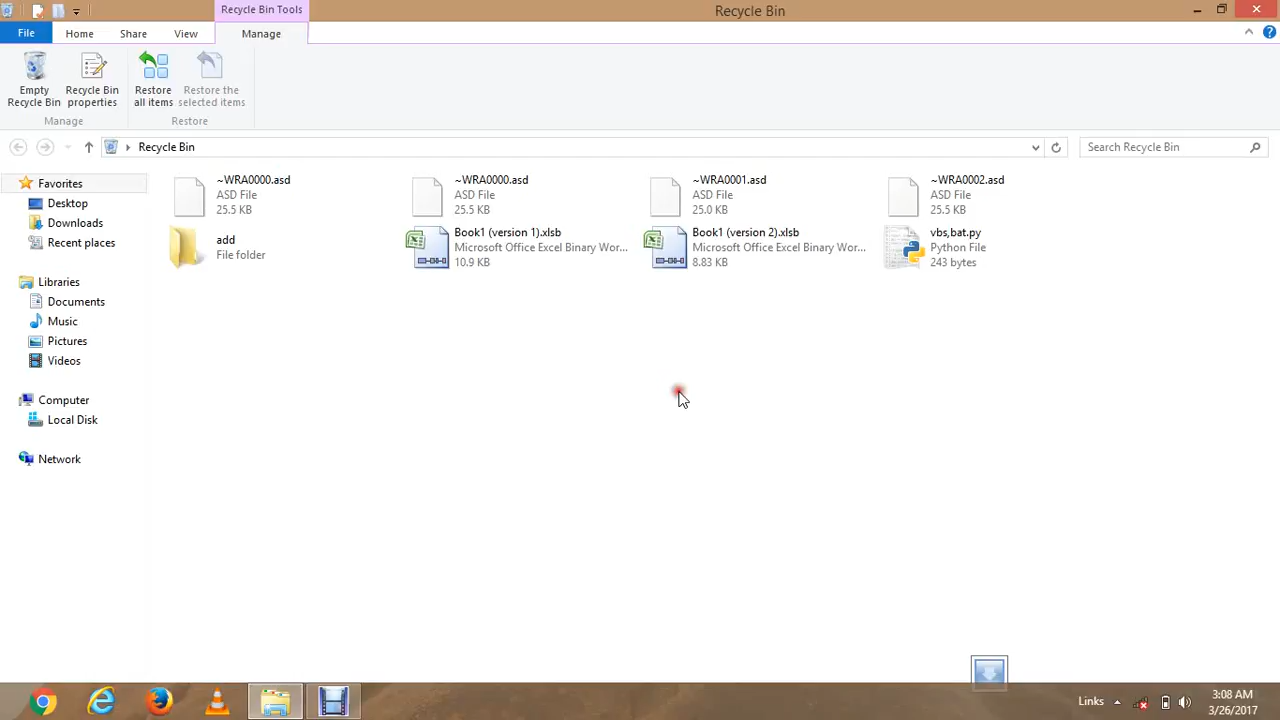 Recycle Bin Tools
Recycle Bin
File
Home
Share
View
Manage
Empty
Recycle Bin
Recycle Bin
properties
Restore
all items
Restore the
selected items
Manage
Restore
Recycle Bin
Search Recycle Bin
Favorites
Desktop
Downloads
Recent places
Libraries
Documents
Music
Pictures
Videos
Computer
Local Disk
Network
~WRA0000.asd
ASD File
25.5 KB
~WRA0000.asd
ASD File
25.5 KB
~WRA0001.asd
ASD File
25.0 KB
~WRA0002.asd
ASD File
25.5 KB
add
File folder
Book1 (version 1).xlsb
Microsoft Office Excel Binary Wor...
10.9 KB
Book1 (version 2).xlsb
Microsoft Office Excel Binary Wor...
8.83 KB
vbs,bat.py
Python File
243 bytes
Links
3:08 AM
3/26/2017